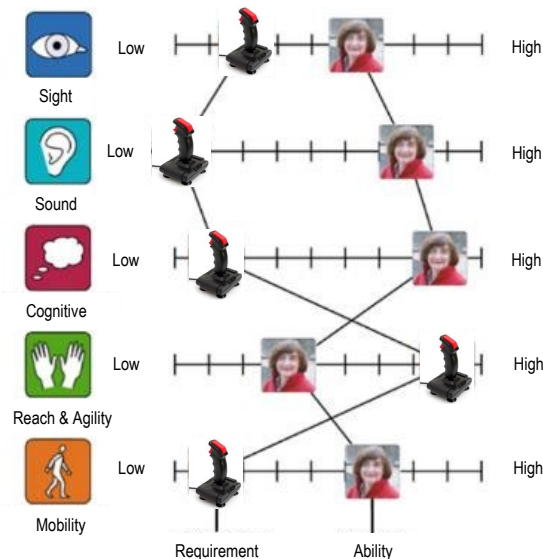 Low
High
Sight
Low
High
Sound
Low
High
Cognitive
Low
High
Reach & Agility
Low
High
Mobility
Requirement
Ability